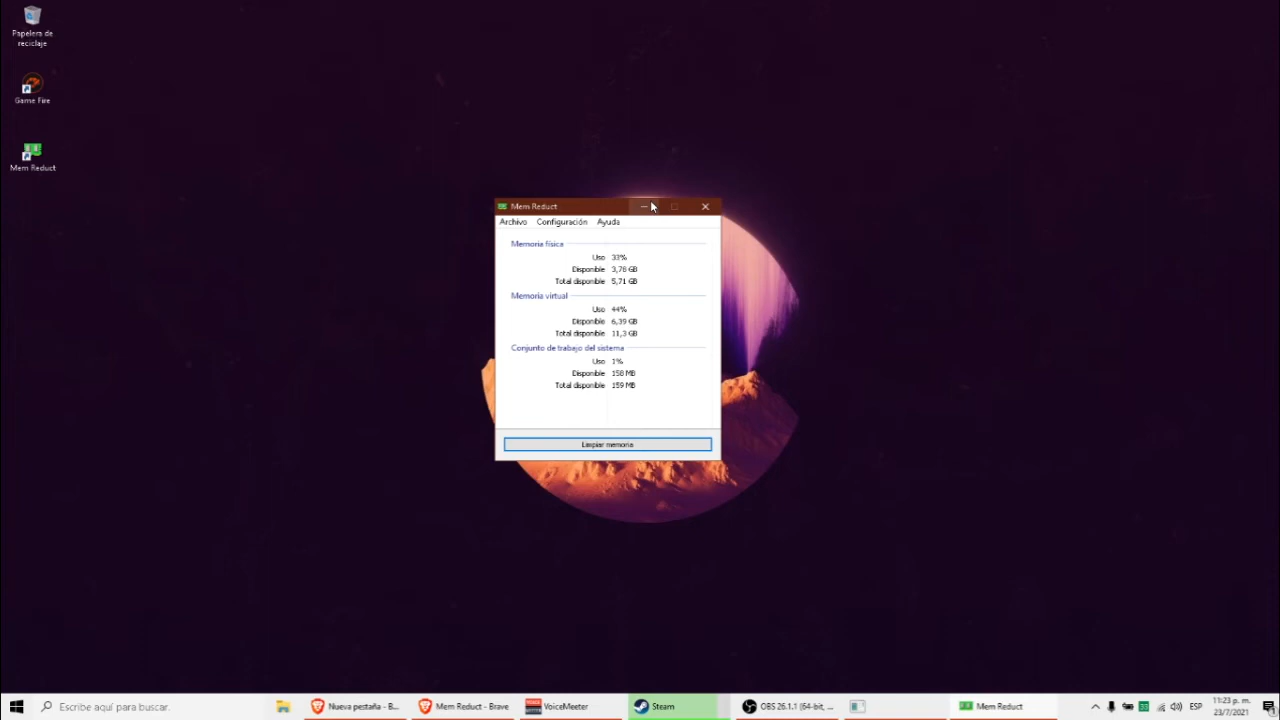 Papelera de
reciclaje
Game Fire
Mem Reduct
Mem Reduct
Archivo Configuración Ayuda
Memoria física
Uso 33%
Disponible 3,78 GB
Total disponible 5,71 GB
Memoria virtual
Uso 44%
Disponible 6,39 GB
Total disponible 11,3 GB
Conjunto de trabajo del sistema
Uso 1%
Disponible 158 MB
Total disponible 159 MB
Limpiar memoria
Escribe aquí para buscar.
Nueva pestaña - B...
Mem Reduct - Brave
VoiceMeeter
Steam
OBS 26.1.1 (64-bit, ...
Mem Reduct
33
ESP
11:23 p. m.
23/7/2021